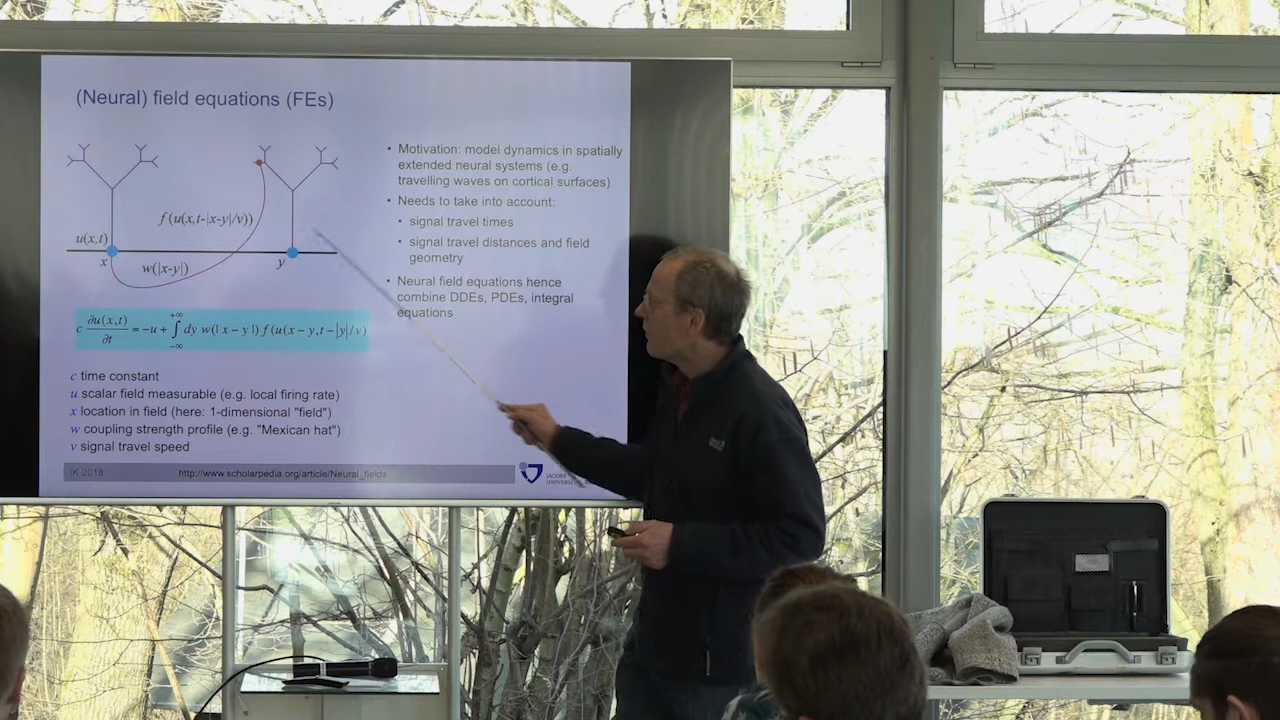 (Neural) field equations (FEs)
f(u(x,t-|x-y|/v))
u(x,t)
x
w(|x-y|)
y
c ∂u(x,t)/∂t = -u + ∫_{-∞}^{+∞} dy w(|x-y|) f(u(x-y,t-|y|/v)
c time constant
u scalar field measurable (e.g. local firing rate)
x location in field (here: 1-dimensional "field")
w coupling strength profile (e.g. "Mexican hat")
v signal travel speed
• Motivation: model dynamics in spatially
extended neural systems (e.g.
travelling waves on cortical surfaces)
• Needs to take into account:
• signal travel times
• signal travel distances and field
geometry
• Neural field equations hence
combine DDEs, PDEs, integral
equations
IK 2018
http://www.scholarpedia.org/article/Neural_fields
JACOBS